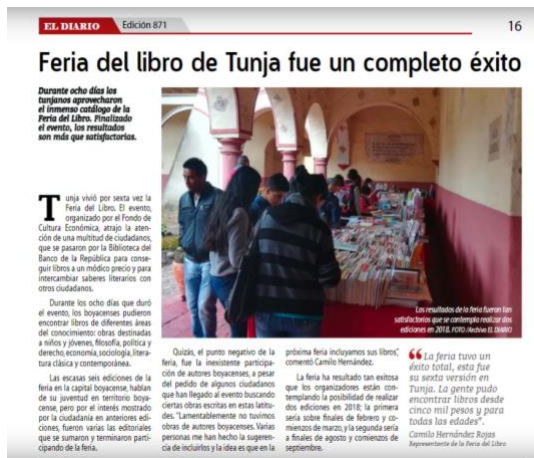 EL DIARIO Edición 871
16
Feria del libro de Tunja fue un completo éxito
Durante ocho días los
tunjanos aprovecharon
el inmenso catálogo de la
Feria del Libro. Finalizado
el evento, los resultados
son más que satisfactorios.
Tunja vivió por sexta vez la
Feria del Libro. El evento,
organizado por el Fondo de
Cultura Económica, atrajo la aten-
ción de una multitud de ciudadanos,
que se pasaron por la Biblioteca del
Banco de la República para conse-
guir libros a un módico precio y para
intercambiar saberes literarios con
otros ciudadanos.
Durante los ocho días que duró
el evento, los boyacenses pudieron
encontrar libros de diferentes áreas
del conocimiento: obras destinadas
a niños y jóvenes, filosofía, política y
derecho, economía, sociología, litera-
tura clásica y contemporánea.
Las escasas seis ediciones de la
feria en la capital boyacense, hablan
de su juventud en territorio boya-
cense, pero por el interés mostrado
por la ciudadanía en anteriores edi-
ciones, fueron varias las editoriales
que se sumaron y terminaron parti-
cipando de la feria.
Los resultados de la feria fueron tan
satisfactorios que se contempla realizar dos
ediciones en 2018. FOTO /Archivo EL DIARIO
Quizás, el punto negativo de la
feria, fue la inexistente participa-
ción de autores boyacenses, a pesar
del pedido de algunos ciudadanos
que han llegado al evento buscando
ciertas obras escritas en estas latitu-
des. "Lamentablemente no tuvimos
obras de autores boyacenses. Varias
personas me han hecho la sugeren-
cia de incluirlos y la idea es que en la
próxima feria incluyamos sus libros",
comentó Camilo Hernández.
La feria ha resultado tan exitosa
que los organizadores están con-
templando la posibilidad de realizar
dos ediciones en 2018; la primera
sería sobre finales de febrero y co-
mienzos de marzo, y la segunda sería
a finales de agosto y comienzos de
septiembre.
“La feria tuvo un
éxito total, esta fue
su sexta versión en
Tunja. La gente pudo
encontrar libros desde
cinco mil pesos y para
todas las edades".
Camilo Hernández Rojas
Representante de la Feria del Libro